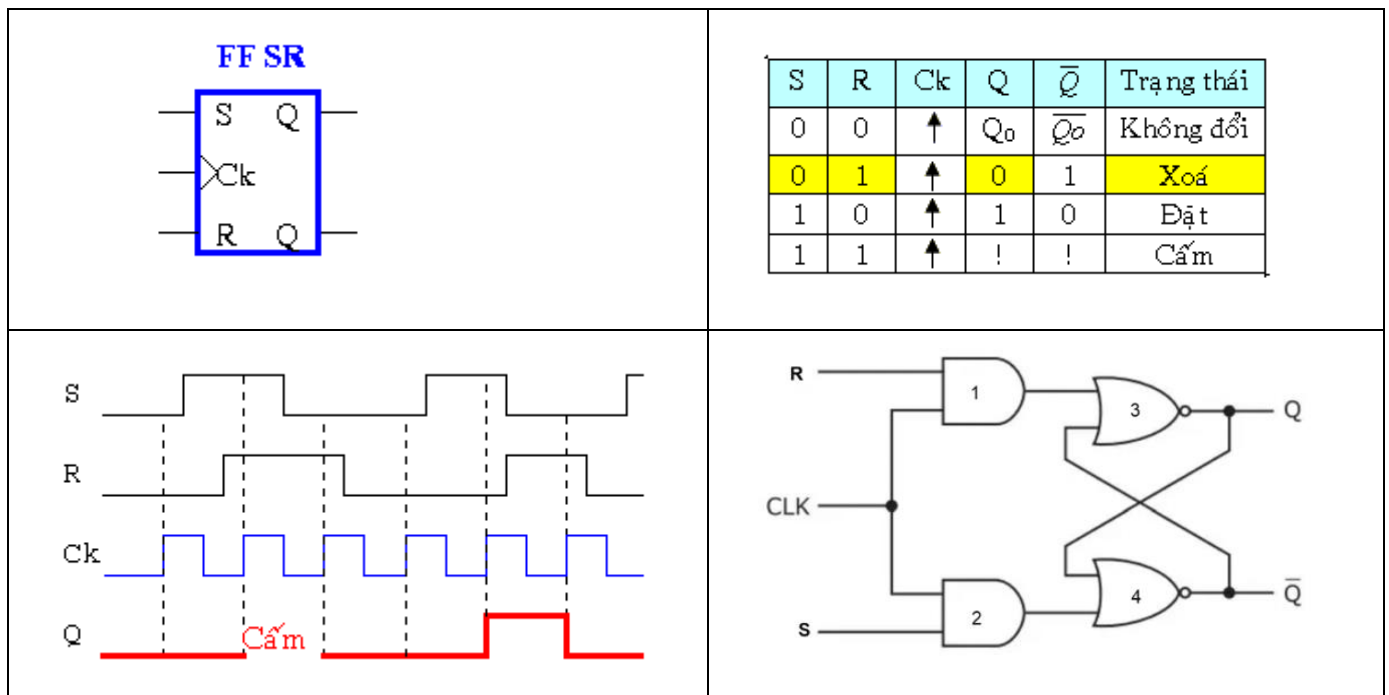 FF SR
S Q
Ck
R Q
S R Ck Q Q̅ Trạng thái
0 0 ↑ Q₀ Q̅o̅ Không đổi
0 1 ↑ 0 1 Xoá
1 0 ↑ 1 0 Đặt
1 1 ↑ ! ! Cấm
S
R
Ck
Q Cấm
R
1
3
Q
CLK
4
Q̅
2
S